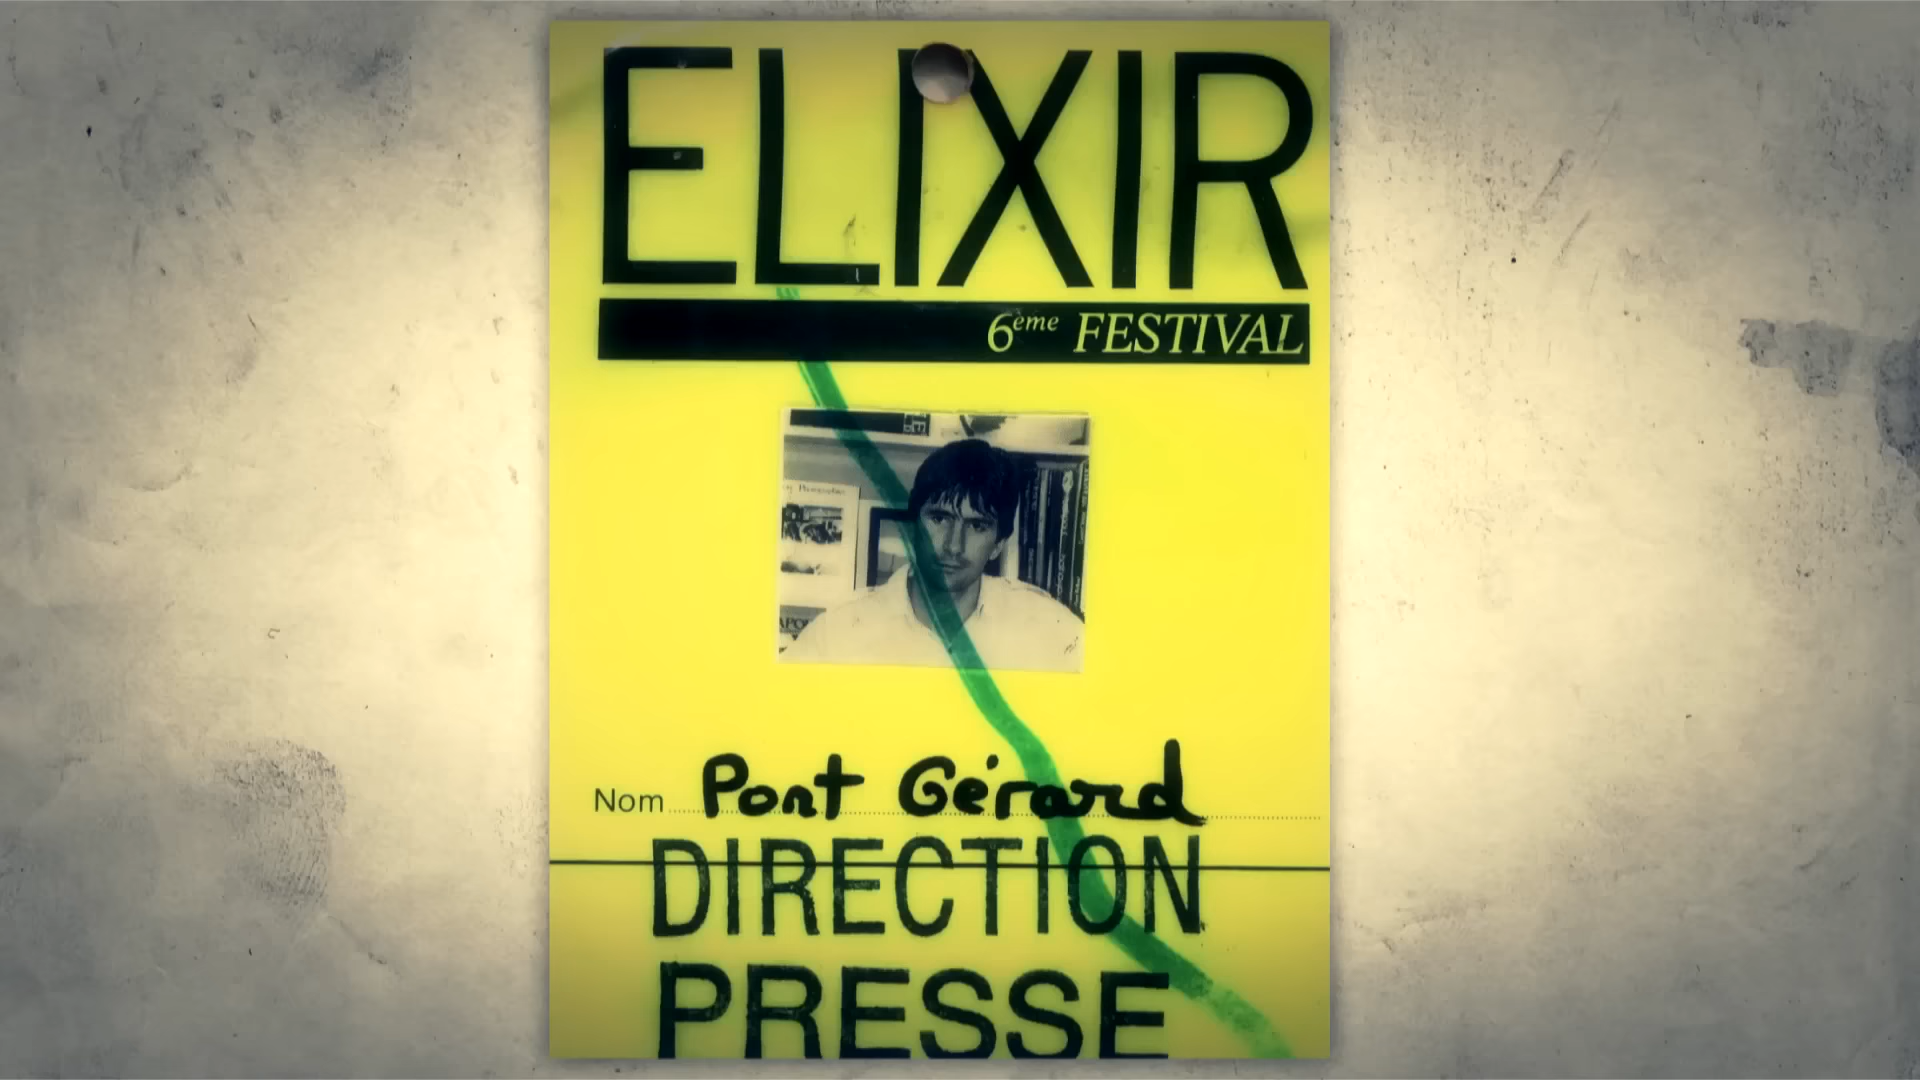 ELIXIR
6ème FESTIVAL
Nom Pont Gérard
DIRECTION
PRESSE